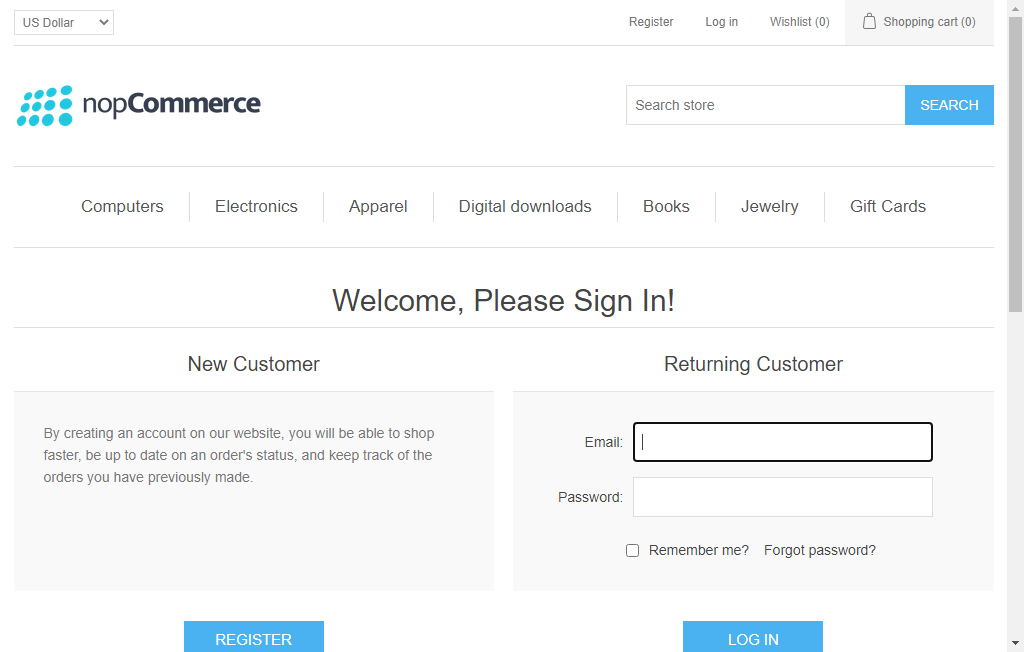 US Dollar
Register Log in Wishlist (0) Shopping cart (0)
nopCommerce
Search store SEARCH
Computers Electronics Apparel Digital downloads Books Jewelry Gift Cards
Welcome, Please Sign In!
New Customer
By creating an account on our website, you will be able to shop
faster, be up to date on an order's status, and keep track of the
orders you have previously made.
REGISTER
Returning Customer
Email:
Password:
Remember me? Forgot password?
LOG IN